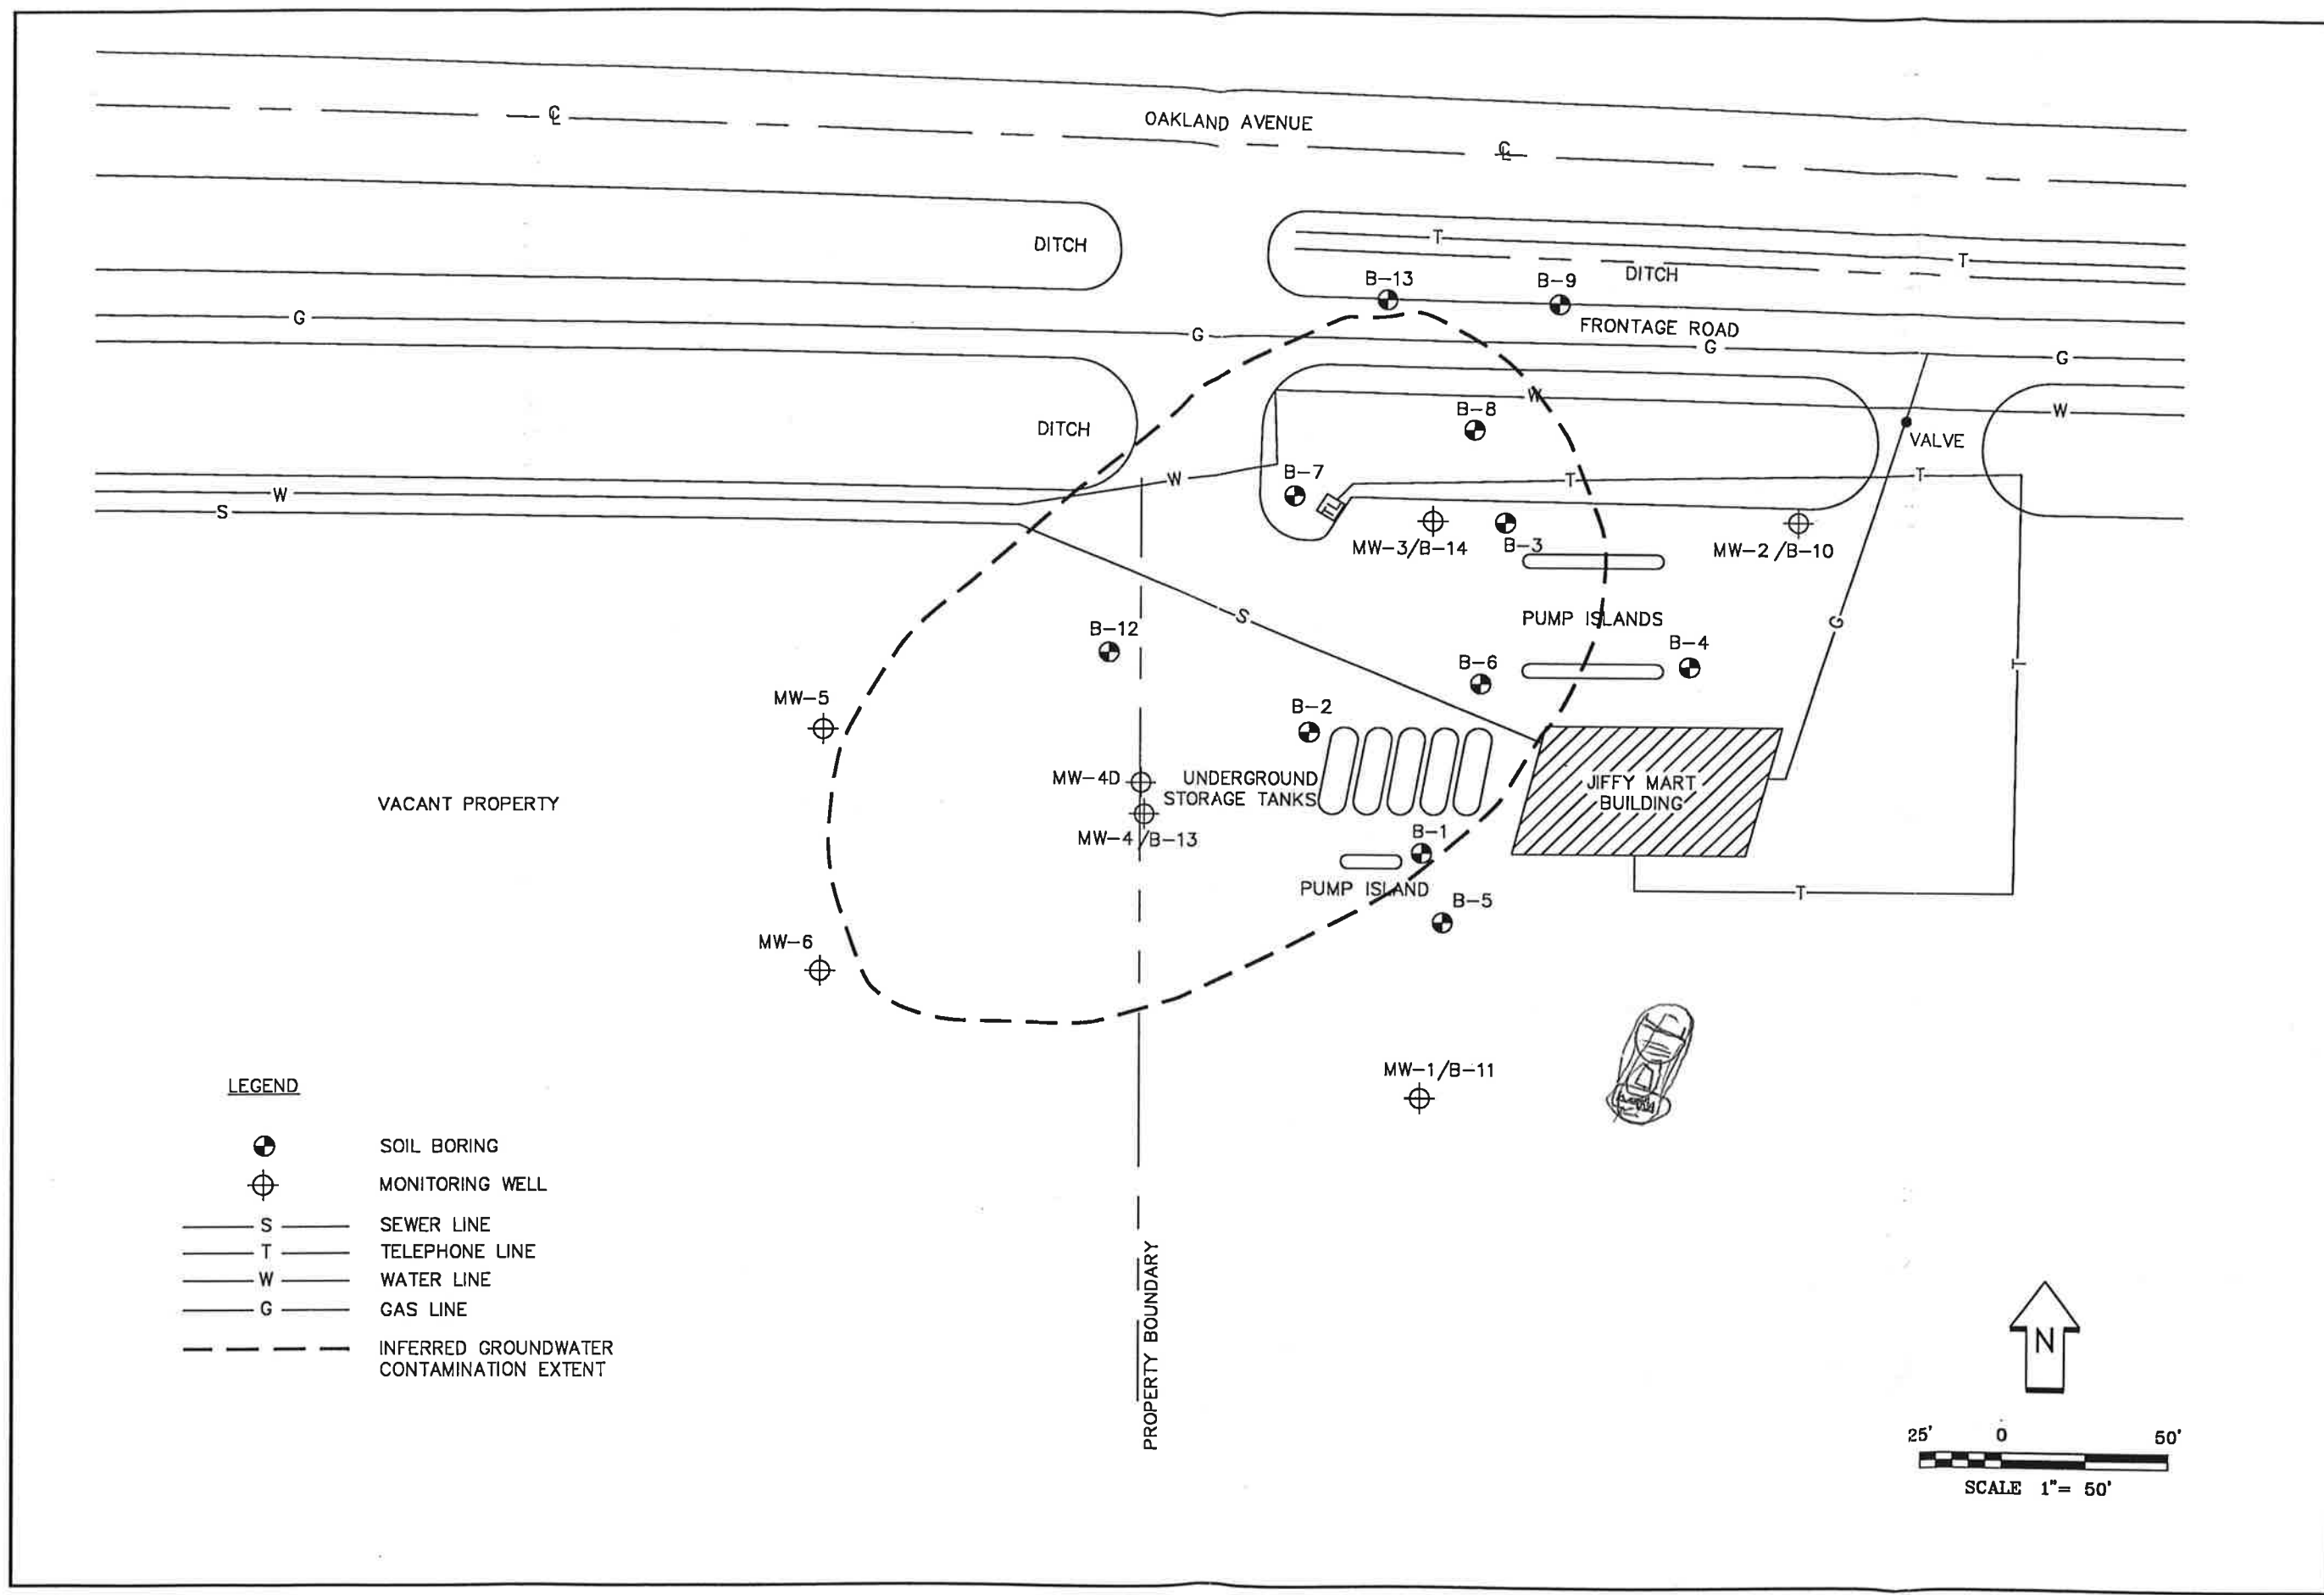 ℄
OAKLAND AVENUE
℄
DITCH
T
T
DITCH
B-13
B-9
FRONTAGE ROAD
G
G
G
G
W
W
B-8
DITCH
VALVE
B-7
T
T
W
W
S
MW-3/B-14
B-3
MW-2/B-10
S
PUMP ISLANDS
G
B-12
B-6
B-4
T
MW-5
B-2
MW-4D
UNDERGROUND
STORAGE TANKS
JIFFY MART
BUILDING
VACANT PROPERTY
MW-4/B-13
B-1
PUMP ISLAND
T
B-5
MW-6
MW-1/B-11
LEGEND
SOIL BORING
MONITORING WELL
S SEWER LINE
T TELEPHONE LINE
W WATER LINE
G GAS LINE
INFERRED GROUNDWATER
CONTAMINATION EXTENT
PROPERTY BOUNDARY
N
25' 0 50'
SCALE 1"= 50'